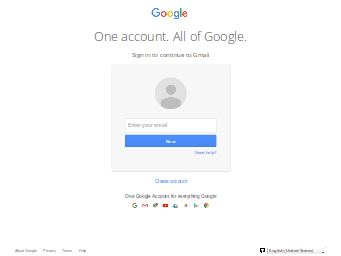 Google
One account. All of Google.
Sign in to continue to Gmail
Enter your email
Next
Need help?
Create account
One Google Account for everything Google
About Google Privacy Terms Help
English (United States)